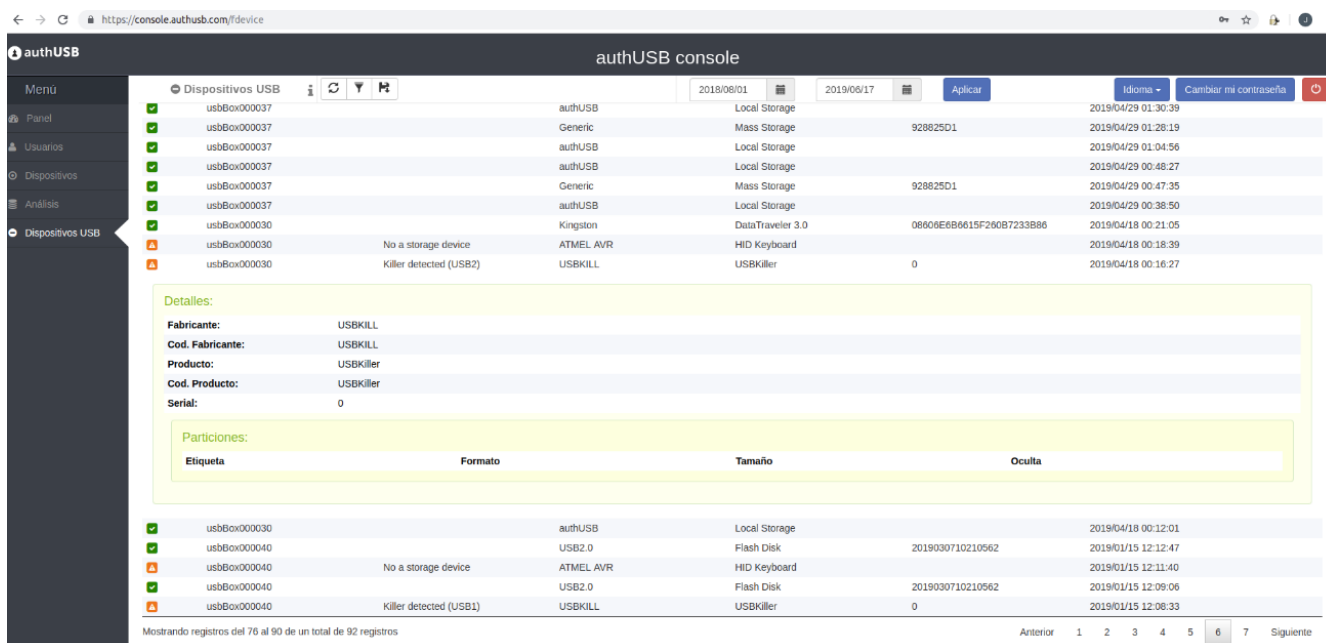 https://console.authusb.com/fdevice
authUSB
authUSB console
Menú
Dispositivos USB
2018/08/01
2019/06/17
Aplicar
Idioma
Cambiar mi contraseña
Panel
Usuarios
Dispositivos
Análisis
Dispositivos USB
usbBox000037 authUSB Local Storage 2019/04/29 01:30:39
usbBox000037 Generic Mass Storage 928825D1 2019/04/29 01:28:19
usbBox000037 authUSB Local Storage 2019/04/29 01:04:56
usbBox000037 authUSB Local Storage 2019/04/29 00:48:27
usbBox000037 Generic Mass Storage 928825D1 2019/04/29 00:47:35
usbBox000037 authUSB Local Storage 2019/04/29 00:38:50
usbBox000030 Kingston DataTraveler 3.0 08606E6B6615F260B7233B86 2019/04/18 00:21:05
usbBox000030 No a storage device ATMEL AVR HID Keyboard 2019/04/18 00:18:39
usbBox000030 Killer detected (USB2) USBKILL USBKiller 0 2019/04/18 00:16:27
Detalles:
Fabricante: USBKILL
Cod. Fabricante: USBKILL
Producto: USBKiller
Cod. Producto: USBKiller
Serial: 0
Particiones:
Etiqueta Formato Tamaño Oculta
usbBox000030 authUSB Local Storage 2019/04/18 00:12:01
usbBox000040 USB2.0 Flash Disk 2019030710210562 2019/01/15 12:12:47
usbBox000040 No a storage device ATMEL AVR HID Keyboard 2019/01/15 12:11:40
usbBox000040 USB2.0 Flash Disk 2019030710210562 2019/01/15 12:09:06
usbBox000040 Killer detected (USB1) USBKILL USBKiller 0 2019/01/15 12:08:33
Mostrando registros del 76 al 90 de un total de 92 registros
Anterior 1 2 3 4 5 6 7 Siguiente